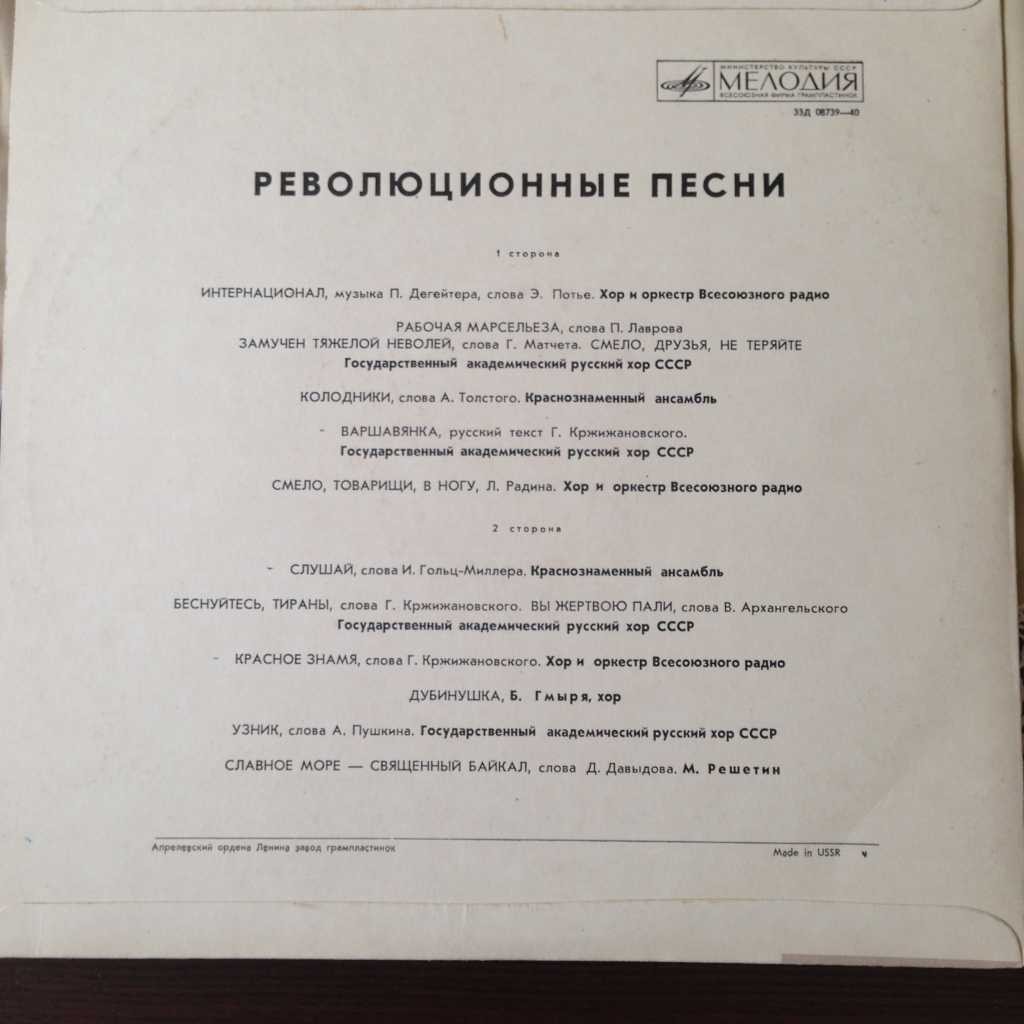 МИНИСТЕРСТВО КУЛЬТУРЫ СССР
МЕЛОДИЯ
ВСЕСОЮЗНАЯ ФИРМА ГРАМПЛАСТИНОК
33Д 08739—40
РЕВОЛЮЦИОННЫЕ ПЕСНИ
1 сторона
ИНТЕРНАЦИОНАЛ, музыка П. Дегейтера, слова Э. Потье. Хор и оркестр Всесоюзного радио
РАБОЧАЯ МАРСЕЛЬЕЗА, слова П. Лаврова
ЗАМУЧЕН ТЯЖЕЛОЙ НЕВОЛЕЙ, слова Г. Матчета. СМЕЛО, ДРУЗЬЯ, НЕ ТЕРЯЙТЕ
Государственный академический русский хор СССР
КОЛОДНИКИ, слова А. Толстого. Краснознаменный ансамбль
- ВАРШАВЯНКА, русский текст Г. Кржижановского.
Государственный академический русский хор СССР
СМЕЛО, ТОВАРИЩИ, В НОГУ, Л. Радина. Хор и оркестр Всесоюзного радио
2 сторона
- СЛУШАЙ, слова И. Гольц-Миллера. Краснознаменный ансамбль
БЕСНУЙТЕСЬ, ТИРАНЫ, слова Г. Кржижановского. ВЫ ЖЕРТВОЮ ПАЛИ, слова В. Архангельского
Государственный академический русский хор СССР
- КРАСНОЕ ЗНАМЯ, слова Г. Кржижановского. Хор и оркестр Всесоюзного радио
ДУБИНУШКА, Б. Гмыря, хор
УЗНИК, слова А. Пушкина. Государственный академический русский хор СССР
СЛАВНОЕ МОРЕ — СВЯЩЕННЫЙ БАЙКАЛ, слова Д. Давыдова. М. Решетин
Апрелевский ордена Ленина завод грампластинок
Made in USSR ч